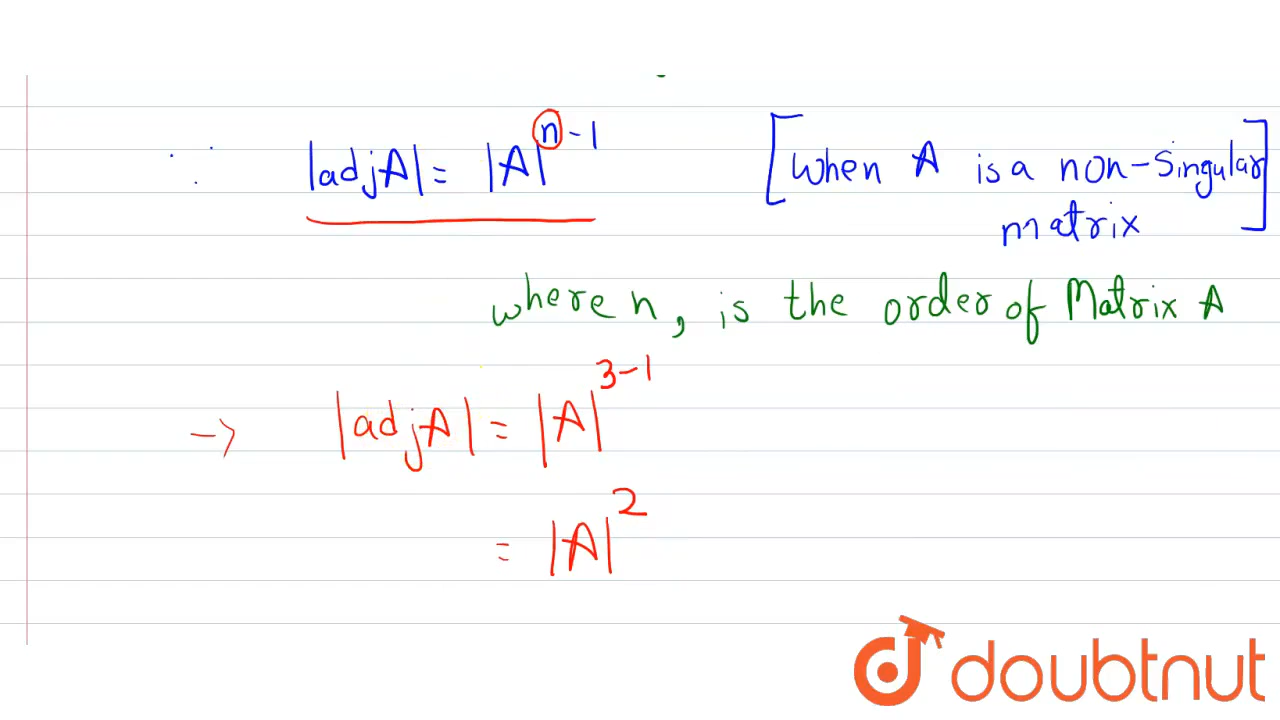 ∵ |adjA| = |A|^{n-1} [When A is a non-Singular
matrix]
where n, is the order of Matrix A
→ |adjA| = |A|^{3-1}
= |A|^2
doubtnut